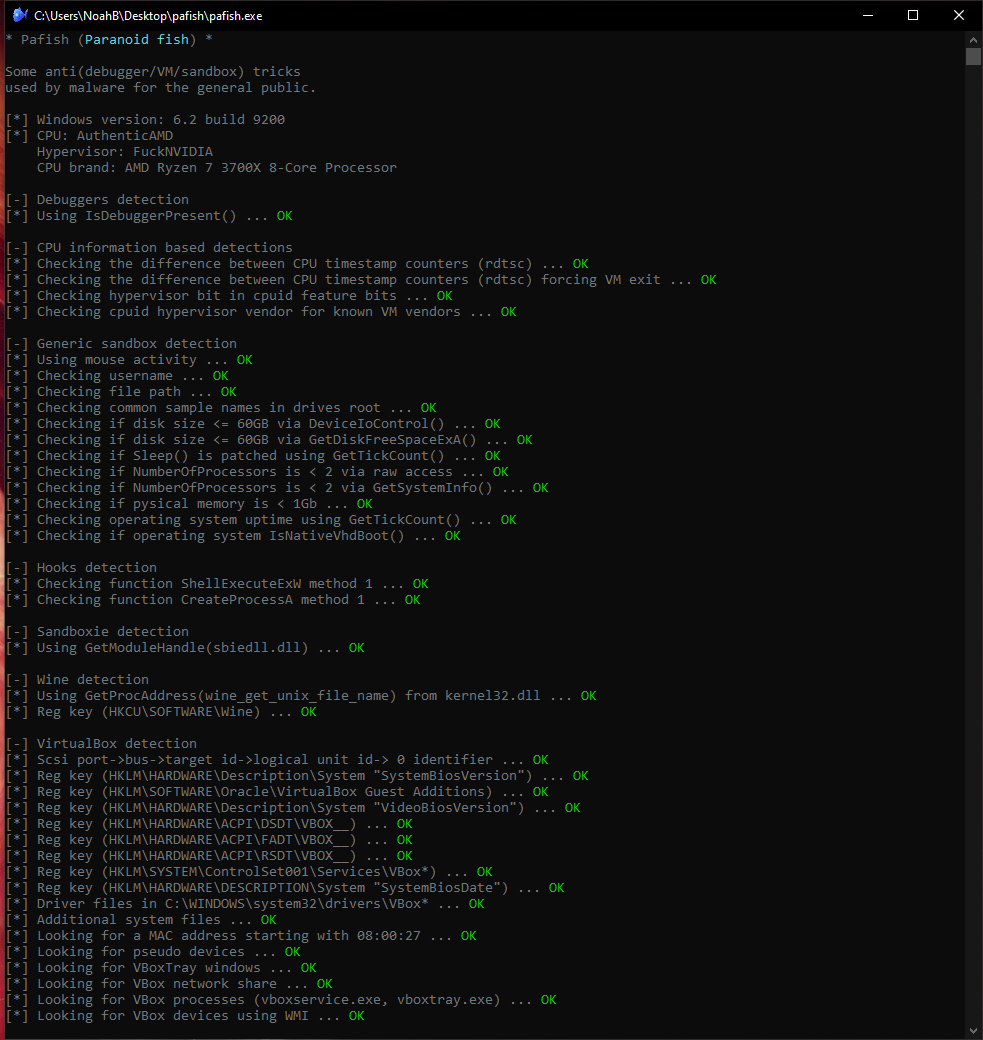 C:\Users\NoahB\Desktop\pafish\pafish.exe
* Pafish (Paranoid fish) *
Some anti(debugger/VM/sandbox) tricks
used by malware for the general public.
[*] Windows version: 6.2 build 9200
[*] CPU: AuthenticAMD
Hypervisor: FuckNVIDIA
CPU brand: AMD Ryzen 7 3700X 8-Core Processor
[-] Debuggers detection
[*] Using IsDebuggerPresent() ... OK
[-] CPU information based detections
[*] Checking the difference between CPU timestamp counters (rdtsc) ... OK
[*] Checking the difference between CPU timestamp counters (rdtsc) forcing VM exit ... OK
[*] Checking hypervisor bit in cpuid feature bits ... OK
[*] Checking cpuid hypervisor vendor for known VM vendors ... OK
[-] Generic sandbox detection
[*] Using mouse activity ... OK
[*] Checking username ... OK
[*] Checking file path ... OK
[*] Checking common sample names in drives root ... OK
[*] Checking if disk size <= 60GB via DeviceIoControl() ... OK
[*] Checking if disk size <= 60GB via GetDiskFreeSpaceExA() ... OK
[*] Checking if Sleep() is patched using GetTickCount() ... OK
[*] Checking if NumberOfProcessors is < 2 via raw access ... OK
[*] Checking if NumberOfProcessors is < 2 via GetSystemInfo() ... OK
[*] Checking if pysical memory is < 1Gb ... OK
[*] Checking operating system uptime using GetTickCount() ... OK
[*] Checking if operating system IsNativeVhdBoot() ... OK
[-] Hooks detection
[*] Checking function ShellExecuteExW method 1 ... OK
[*] Checking function CreateProcessA method 1 ... OK
[-] Sandboxie detection
[*] Using GetModuleHandle(sbiedll.dll) ... OK
[-] Wine detection
[*] Using GetProcAddress(wine_get_unix_file_name) from kernel32.dll ... OK
[*] Reg key (HKCU\SOFTWARE\Wine) ... OK
[-] VirtualBox detection
[*] Scsi port->bus->target id->logical unit id-> 0 identifier ... OK
[*] Reg key (HKLM\HARDWARE\Description\System "SystemBiosVersion") ... OK
[*] Reg key (HKLM\SOFTWARE\Oracle\VirtualBox Guest Additions) ... OK
[*] Reg key (HKLM\HARDWARE\Description\System "VideoBiosVersion") ... OK
[*] Reg key (HKLM\HARDWARE\ACPI\DSDT\VBOX__) ... OK
[*] Reg key (HKLM\HARDWARE\ACPI\FADT\VBOX__) ... OK
[*] Reg key (HKLM\HARDWARE\ACPI\RSDT\VBOX__) ... OK
[*] Reg key (HKLM\SYSTEM\ControlSet001\Services\VBox*) ... OK
[*] Reg key (HKLM\HARDWARE\DESCRIPTION\System "SystemBiosDate") ... OK
[*] Driver files in C:\WINDOWS\system32\drivers\VBox* ... OK
[*] Additional system files ... OK
[*] Looking for a MAC address starting with 08:00:27 ... OK
[*] Looking for pseudo devices ... OK
[*] Looking for VBoxTray windows ... OK
[*] Looking for VBox network share ... OK
[*] Looking for VBox processes (vboxservice.exe, vboxtray.exe) ... OK
[*] Looking for VBox devices using WMI ... OK